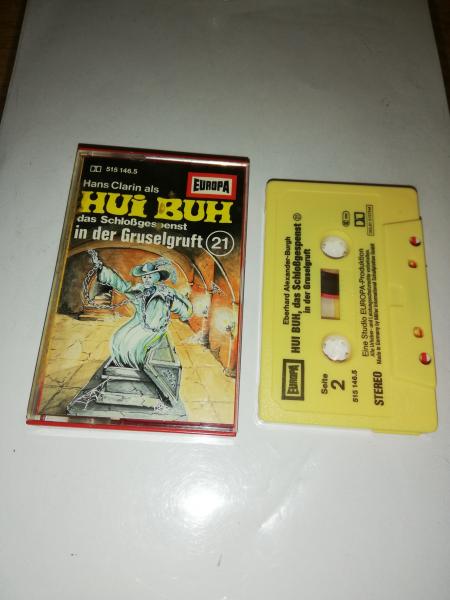 515 146.5
EUROPA
Hans Clarin als
HUI BUH
das Schloßgespenst
in der Gruselgruft 21
Eberhard Alexander-Burgh
HUI BUH, das Schloßgespenst 21
in der Gruselgruft
EUROPA
Seite
2
515 146.5
Eine Studio EUROPA-Produktion
STEREO